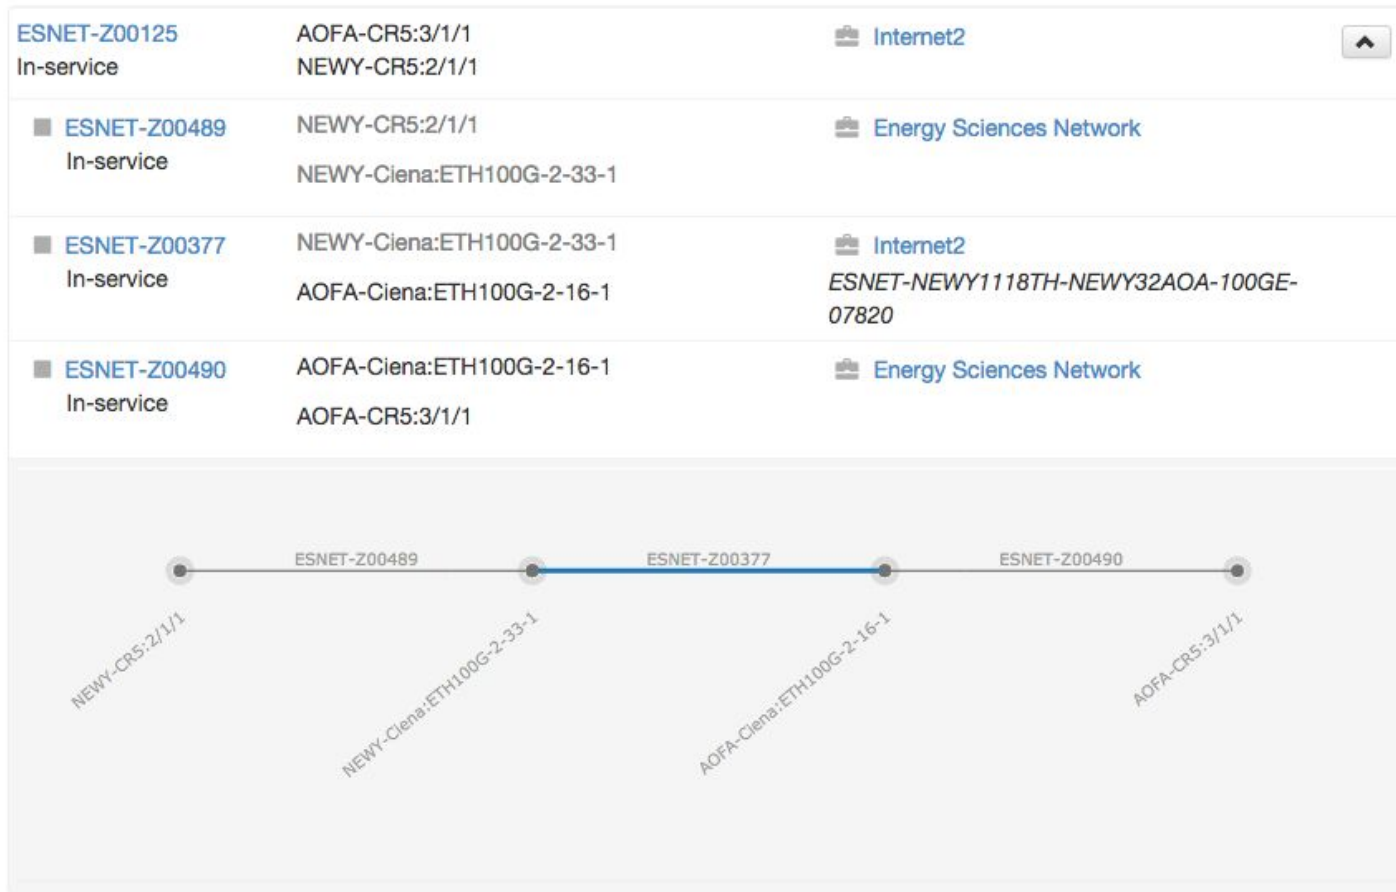 ESNET-Z00125
In-service
AOFA-CR5:3/1/1
NEWY-CR5:2/1/1
Internet2
ESNET-Z00489
In-service
NEWY-CR5:2/1/1
NEWY-Ciena:ETH100G-2-33-1
Energy Sciences Network
ESNET-Z00377
In-service
NEWY-Ciena:ETH100G-2-33-1
AOFA-Ciena:ETH100G-2-16-1
Internet2
ESNET-NEWY1118TH-NEWY32AOA-100GE-
07820
ESNET-Z00490
In-service
AOFA-Ciena:ETH100G-2-16-1
AOFA-CR5:3/1/1
Energy Sciences Network
ESNET-Z00489
ESNET-Z00377
ESNET-Z00490
NEWY-CR5:2/1/1
NEWY-Ciena:ETH100G-2-33-1
AOFA-Ciena:ETH100G-2-16-1
AOFA-CR5:3/1/1